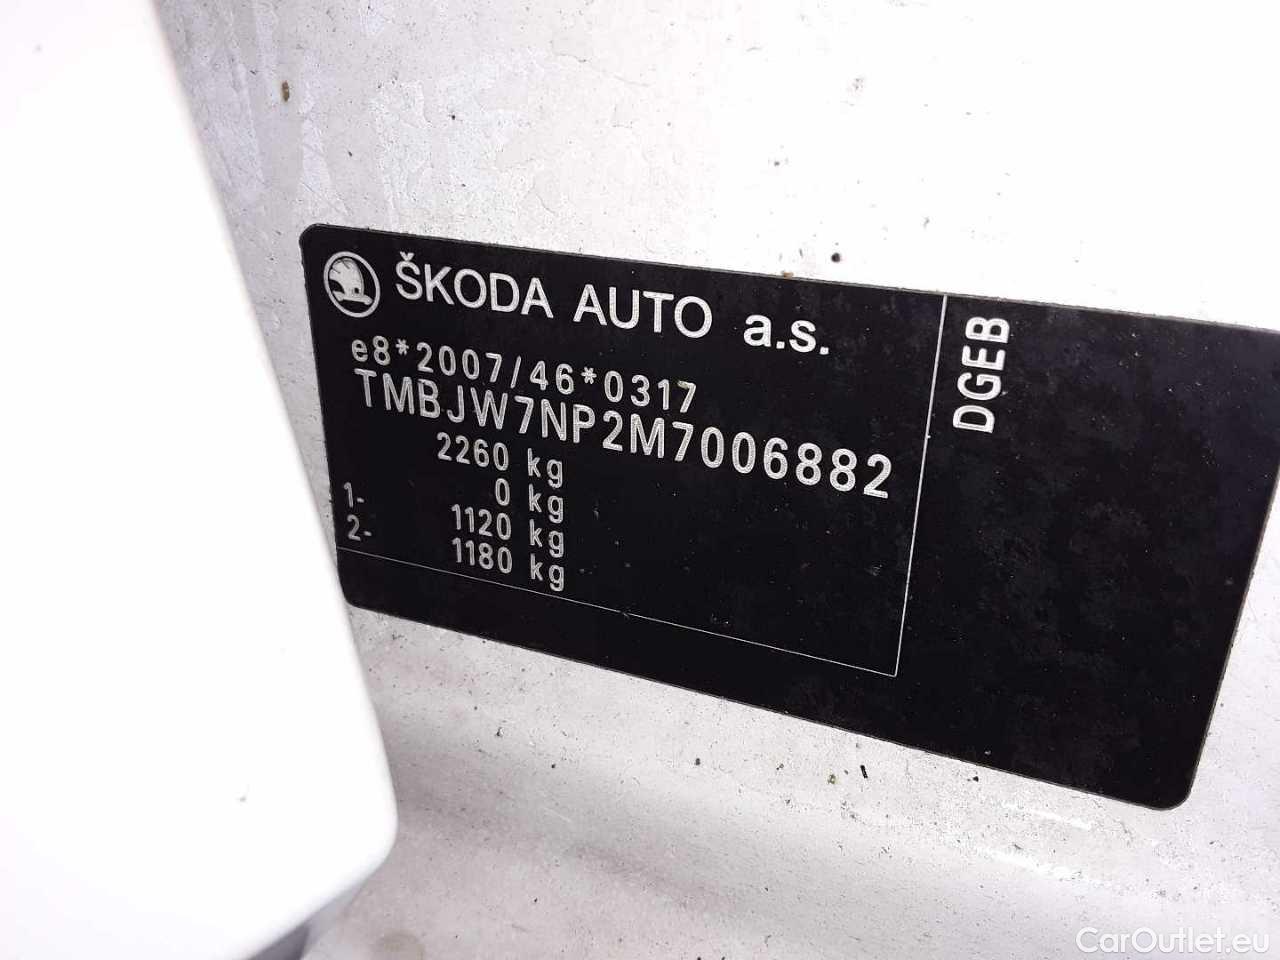 ŠKODA AUTO a.s.
e8*2007/46*0317
TMBJW7NP2M7006882
2260 kg
0 kg
1- 1120 kg
2- 1180 kg
DGEB
CarOutlet.eu